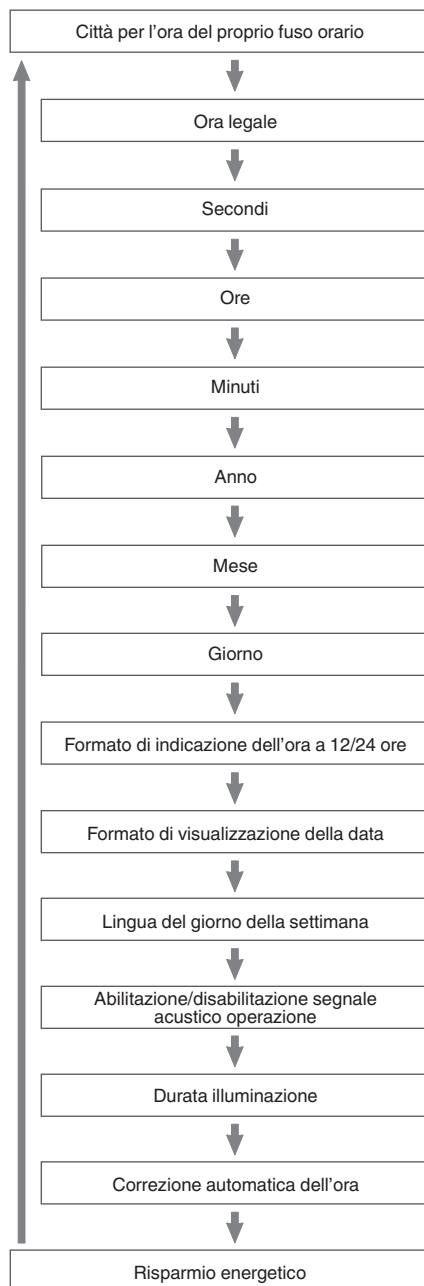 Città per l'ora del proprio fuso orario
Ora legale
Secondi
Ore
Minuti
Anno
Mese
Giorno
Formato di indicazione dell'ora a 12/24 ore
Formato di visualizzazione della data
Lingua del giorno della settimana
Abilitazione/disabilitazione segnale
acustico operazione
Durata illuminazione
Correzione automatica dell'ora
Risparmio energetico